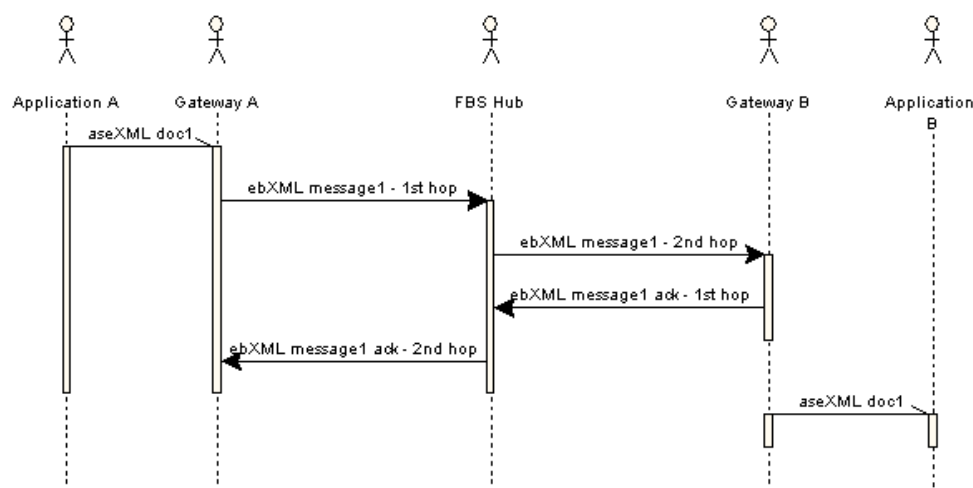 Application A
Gateway A
FBS Hub
Gateway B
Application
B
aseXML doc1
ebXML message1 - 1st hop
ebXML message1 - 2nd hop
ebXML message1 ack - 1st hop
ebXML message1 ack - 2nd hop
aseXML doc1